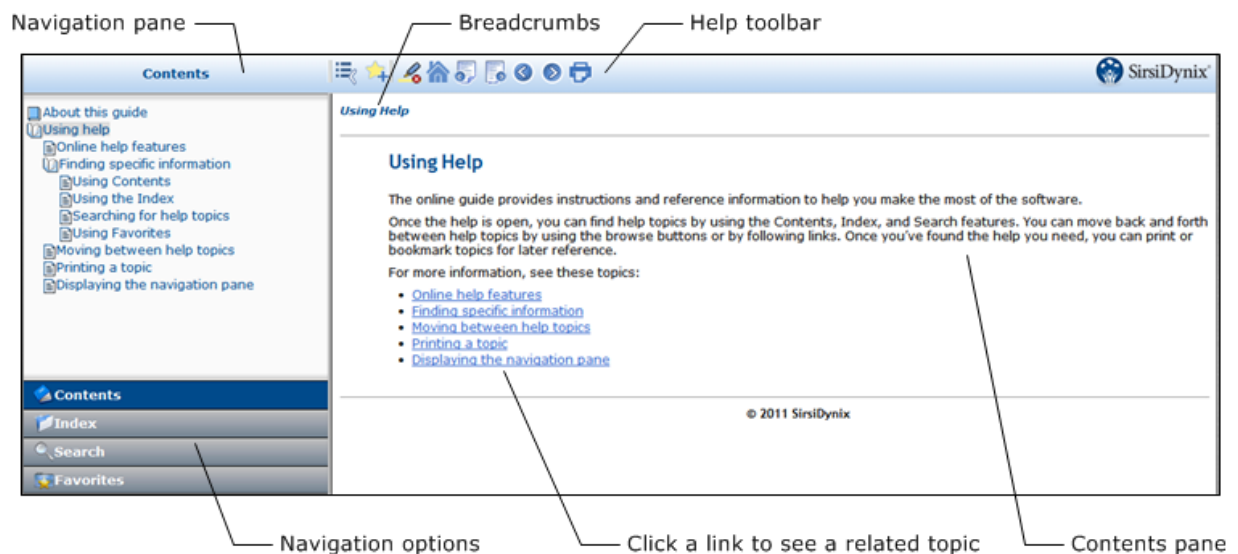 Navigation pane
Breadcrumbs
Help toolbar
Contents
SirsiDynix
About this guide
Using help
Online help features
Finding specific information
Using Contents
Using the Index
Searching for help topics
Using Favorites
Moving between help topics
Printing a topic
Displaying the navigation pane
Contents
Index
Search
Favorites
Using Help
Using Help
The online guide provides instructions and reference information to help you make the most of the software.
Once the help is open, you can find help topics by using the Contents, Index, and Search features. You can move back and forth
between help topics by using the browse buttons or by following links. Once you've found the help you need, you can print or
bookmark topics for later reference.
For more information, see these topics:
• Online help features
• Finding specific information
• Moving between help topics
• Printing a topic
• Displaying the navigation pane
© 2011 SirsiDynix
Navigation options
Click a link to see a related topic
Contents pane